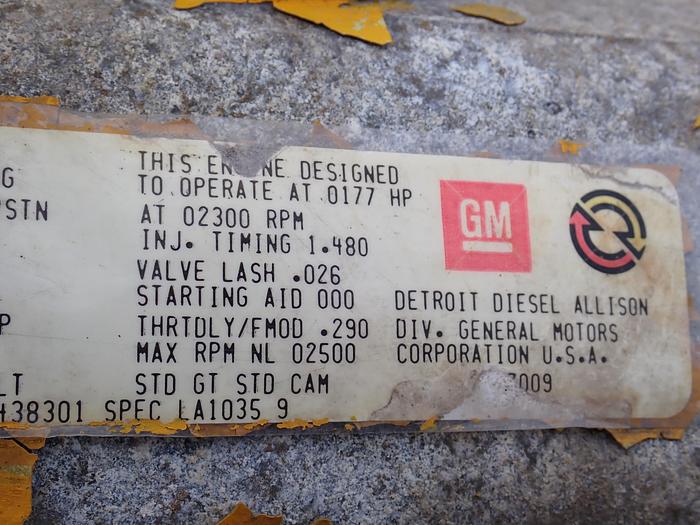 THIS ENGINE DESIGNED
TO OPERATE AT 0177 HP
AT 02300 RPM
INJ. TIMING 1.480
VALVE LASH .026
STARTING AID 000
THRTDLY/FMOD .290
MAX RPM NL 02500
STD GT STD CAM
438301 SPEC LA1035 9
G
PSTN
P
LT
GM
DETROIT DIESEL ALLISON
DIV. GENERAL MOTORS
CORPORATION U.S.A.
7009